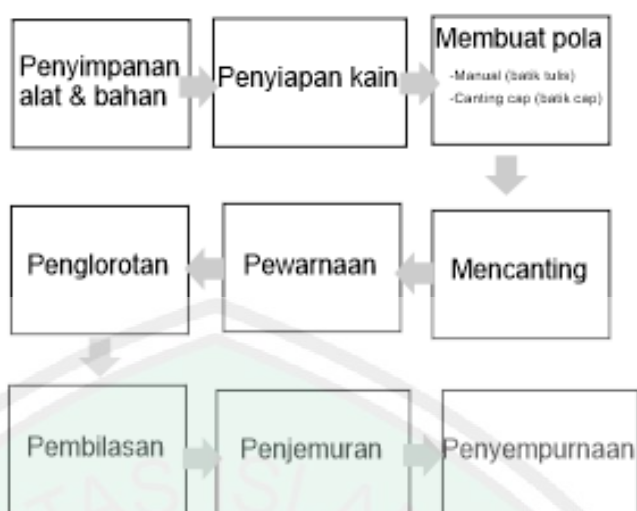 Penyimpanan
alat & bahan
Penyiapan kain
Membuat pola
-Manual (batik tulis)
-Canting cap (batik cap)
Mencanting
Pewarnaan
Penglorotan
Pembilasan
Penjemuran
Penyempurnaan